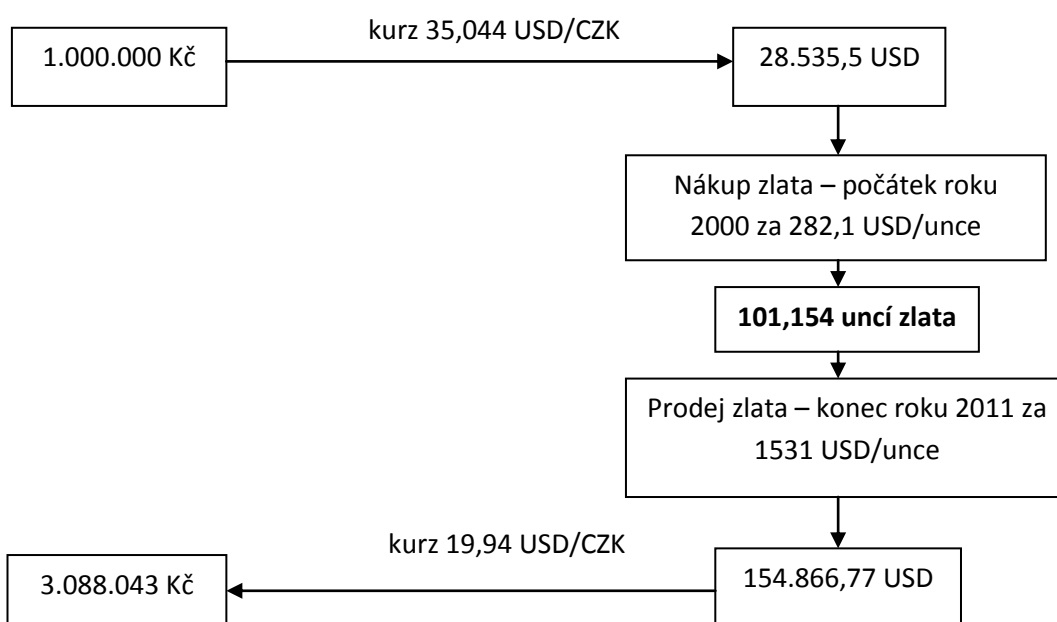 kurz 35,044 USD/CZK
1.000.000 Kč
28.535,5 USD
Nákup zlata – počátek roku
2000 za 282,1 USD/unce
101,154 uncí zlata
Prodej zlata – konec roku 2011 za
1531 USD/unce
kurz 19,94 USD/CZK
154.866,77 USD
3.088.043 Kč